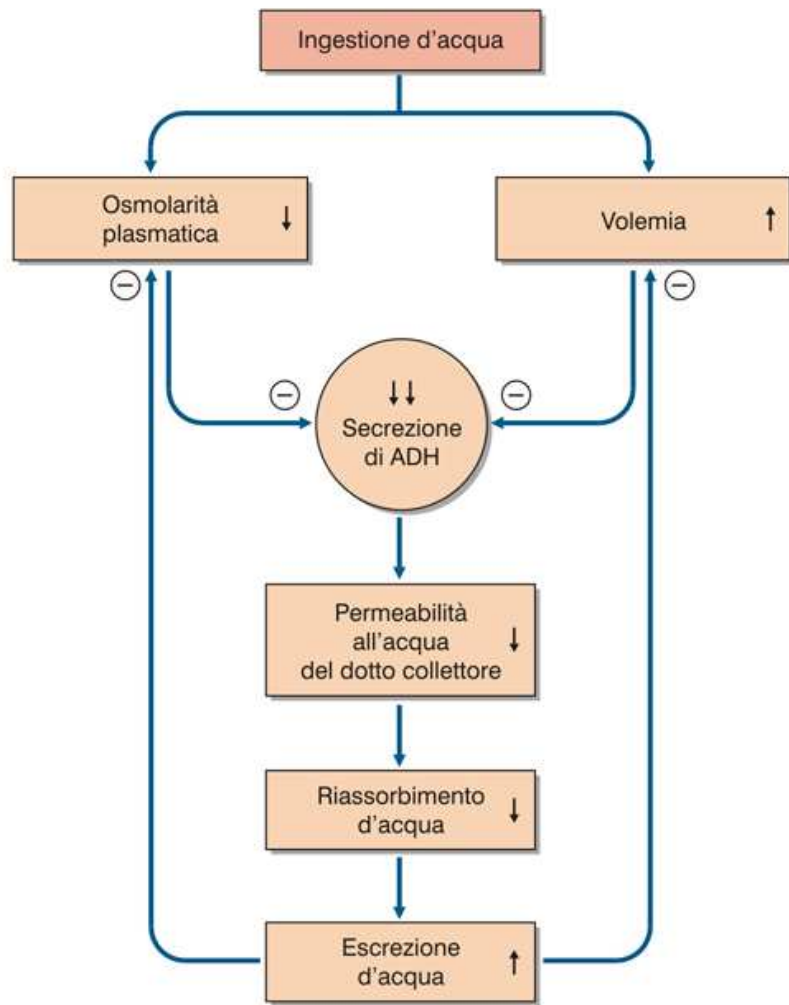 Ingestione d'acqua
Osmolarità
plasmatica ↓
Volemia ↑
−
−
−
−
↓↓
Secrezione
di ADH
Permeabilità
all'acqua
del dotto collettore ↓
Riassorbimento
d'acqua ↓
Escrezione
d'acqua ↑